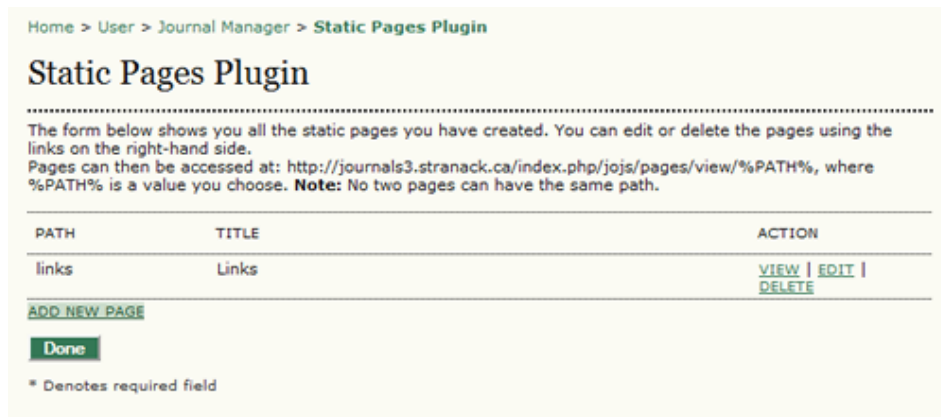 Home > User > Journal Manager > Static Pages Plugin
Static Pages Plugin
The form below shows you all the static pages you have created. You can edit or delete the pages using the
links on the right-hand side.
Pages can then be accessed at: http://journals3.stranack.ca/index.php/jojs/pages/view/%PATH%, where
%PATH% is a value you choose. Note: No two pages can have the same path.
PATH TITLE ACTION
links Links VIEW | EDIT |
DELETE
ADD NEW PAGE
Done
* Denotes required field